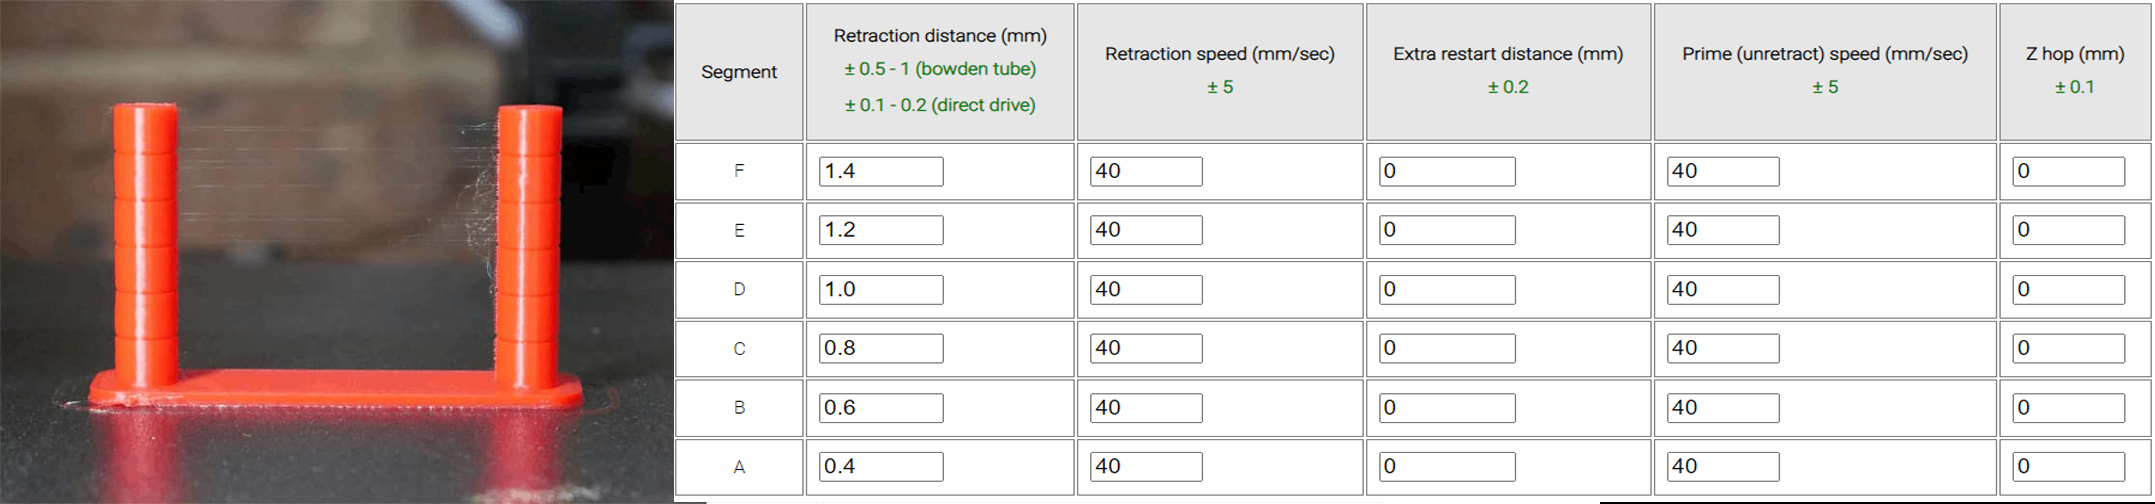 Segment
Retraction distance (mm)
± 0.5 - 1 (bowden tube)
± 0.1 - 0.2 (direct drive)
Retraction speed (mm/sec)
± 5
Extra restart distance (mm)
± 0.2
Prime (unretract) speed (mm/sec)
± 5
Z hop (mm)
± 0.1
F 1.4 40 0 40 0
E 1.2 40 0 40 0
D 1.0 40 0 40 0
C 0.8 40 0 40 0
B 0.6 40 0 40 0
A 0.4 40 0 40 0